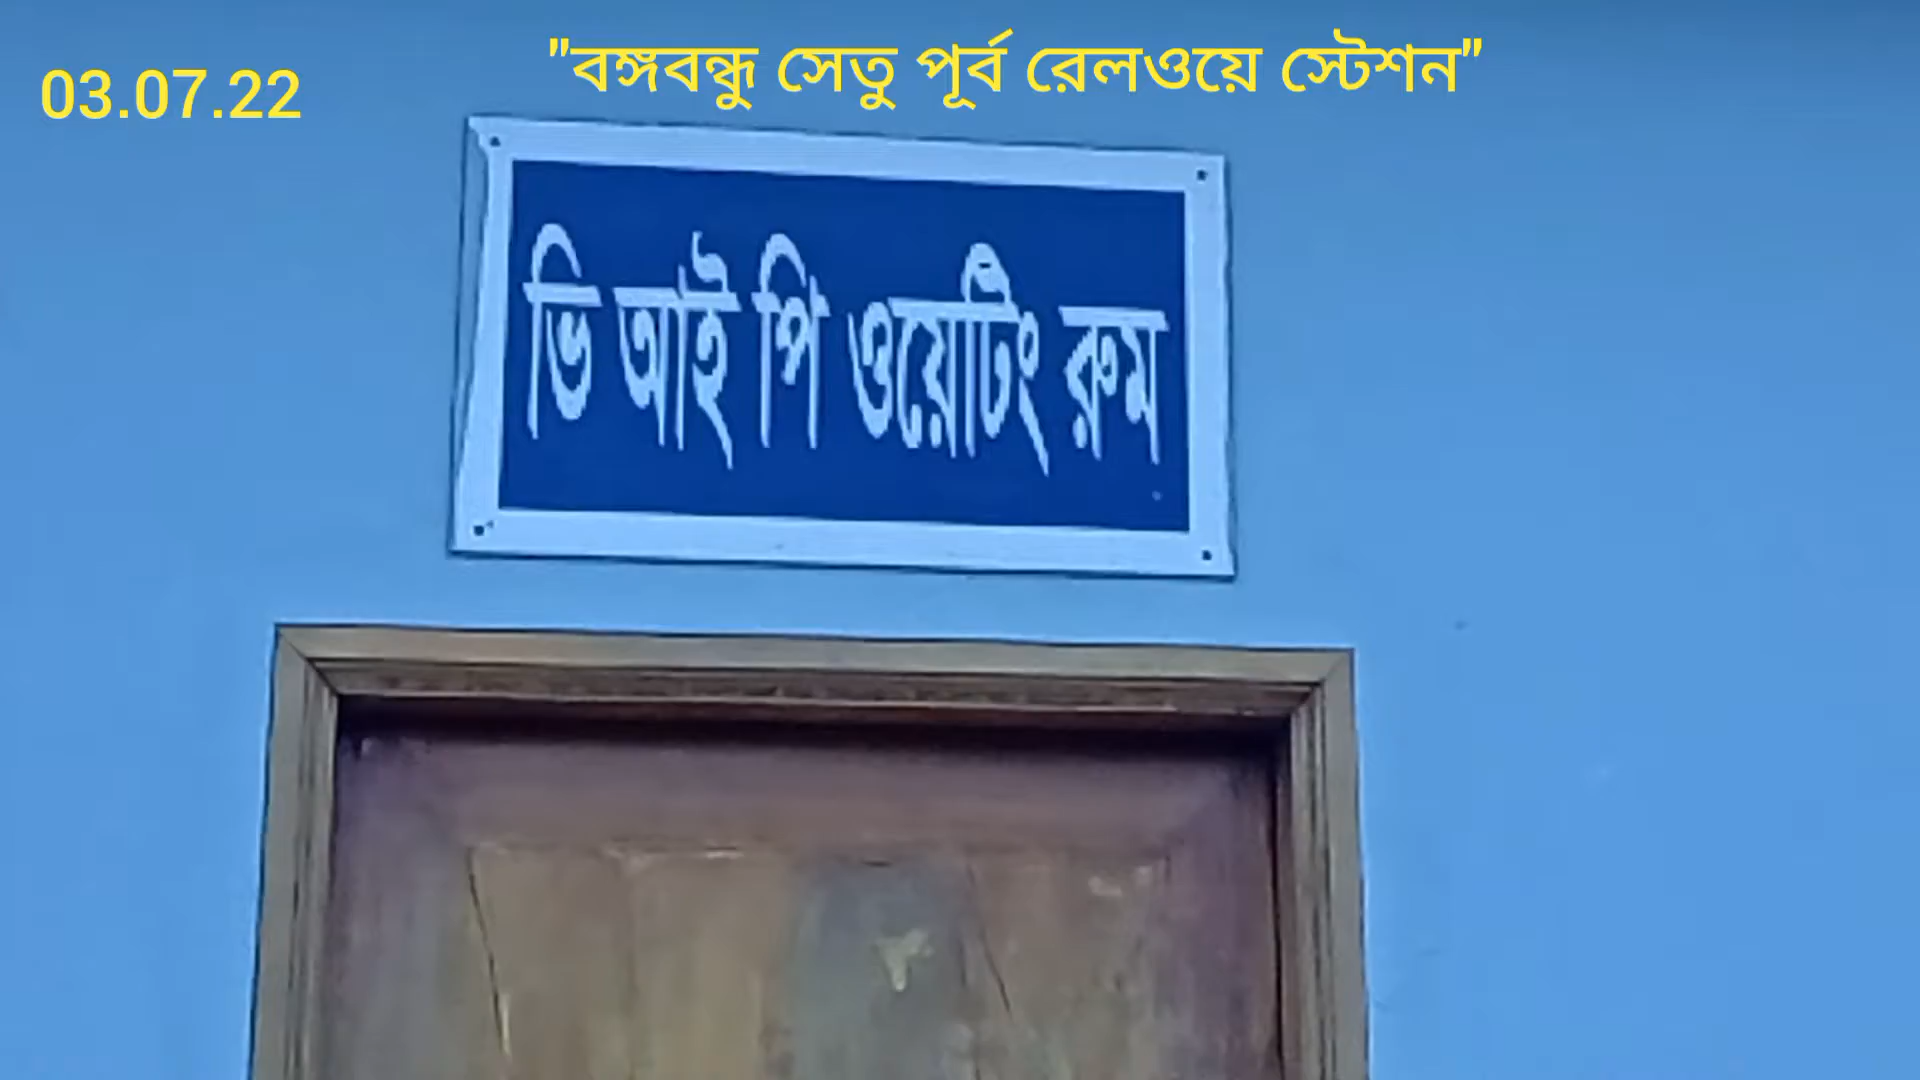 03.07.22
"বঙ্গবন্ধু সেতু পূর্ব রেলওয়ে স্টেশন"
ভি আই পি ওয়েটিং রুম